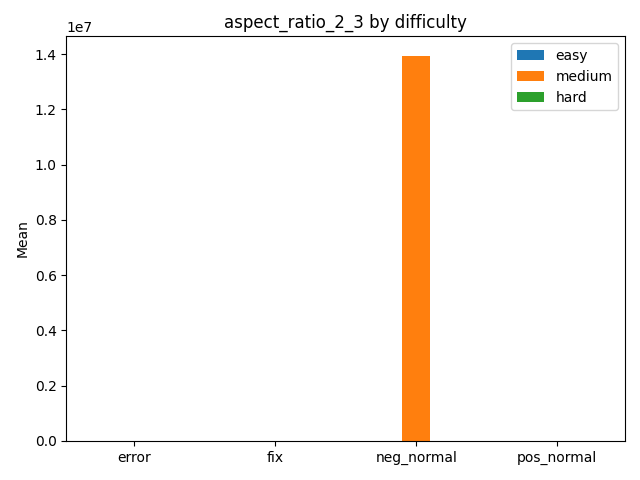 aspect_ratio_2_3 by difficulty
1e7
1.4
1.2
1.0
0.8
0.6
0.4
0.2
0.0
Mean
easy
medium
hard
error fix neg_normal pos_normal